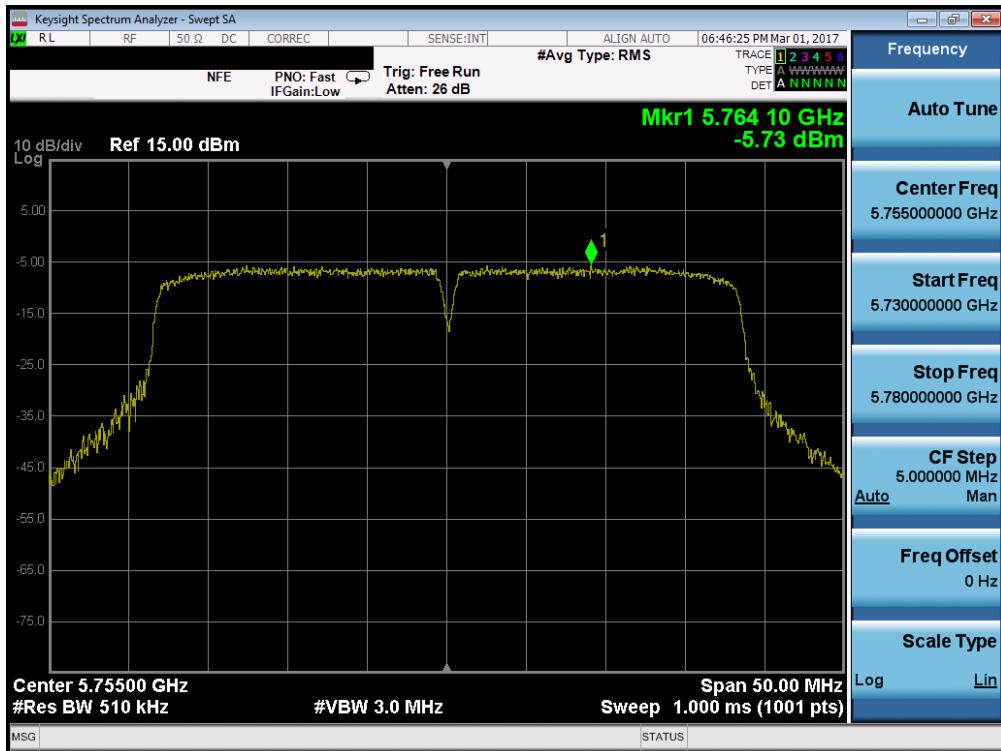 Keysight Spectrum Analyzer - Swept SA
LXI RL RF 50 Ω DC CORREC SENSE:INT ALIGN AUTO 06:46:25 PM Mar 01, 2017
NFE PNO: Fast Trig: Free Run #Avg Type: RMS TRACE 1 2 3 4 5 6
IFGain:Low Atten: 26 dB TYPE A WWWWW
DET A N N N N N
Mkr1 5.764 10 GHz
-5.73 dBm
10 dB/div Ref 15.00 dBm
Log
5.00
-5.00
-15.0
-25.0
-35.0
-45.0
-55.0
-65.0
-75.0
1
Center 5.75500 GHz Span 50.00 MHz
#Res BW 510 kHz #VBW 3.0 MHz Sweep 1.000 ms (1001 pts)
MSG STATUS
Frequency
Auto Tune
Center Freq
5.755000000 GHz
Start Freq
5.730000000 GHz
Stop Freq
5.780000000 GHz
CF Step
5.000000 MHz
Auto Man
Freq Offset
0 Hz
Scale Type
Log Lin